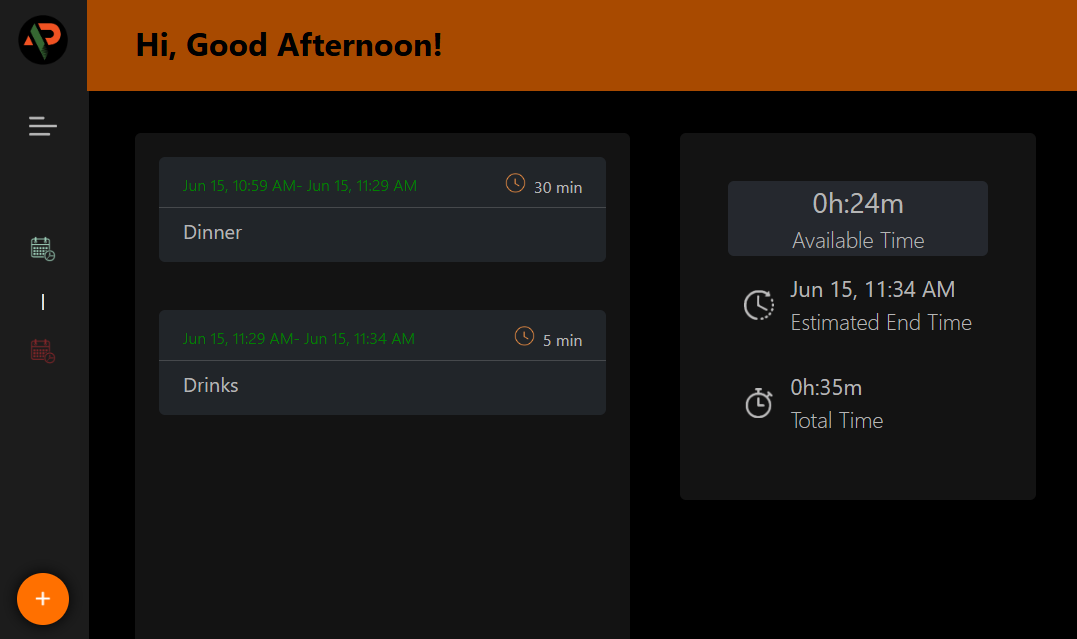 AP
Hi, Good Afternoon!
Jun 15, 10:59 AM- Jun 15, 11:29 AM 30 min
Dinner
Jun 15, 11:29 AM- Jun 15, 11:34 AM 5 min
Drinks
0h:24m
Available Time
Jun 15, 11:34 AM
Estimated End Time
0h:35m
Total Time
+